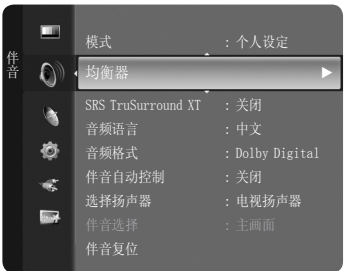 伴音
模式 : 个人设定
均衡器
SRS TruSurround XT : 关闭
音频语言 : 中文
音频格式 : Dolby Digital
伴音自动控制 : 关闭
选择扬声器 : 电视扬声器
伴音选择 : 主画面
伴音复位